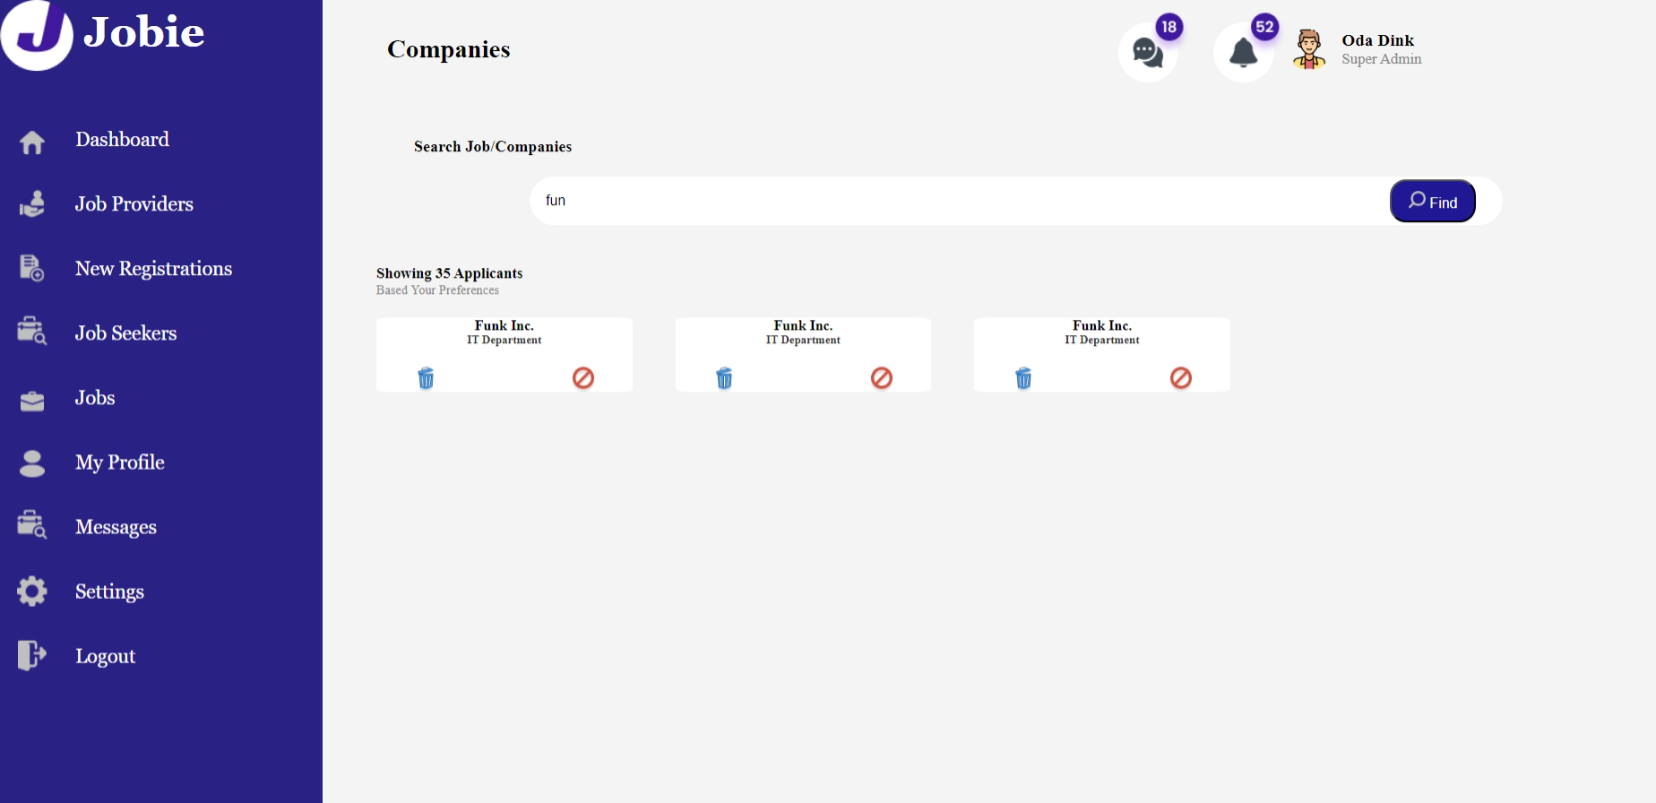 Jobie
Dashboard
Job Providers
New Registrations
Job Seekers
Jobs
My Profile
Messages
Settings
Logout
Companies
18
52
Oda Dink
Super Admin
Search Job/Companies
fun
Find
Showing 35 Applicants
Based Your Preferences
Funk Inc.
IT Department
Funk Inc.
IT Department
Funk Inc.
IT Department